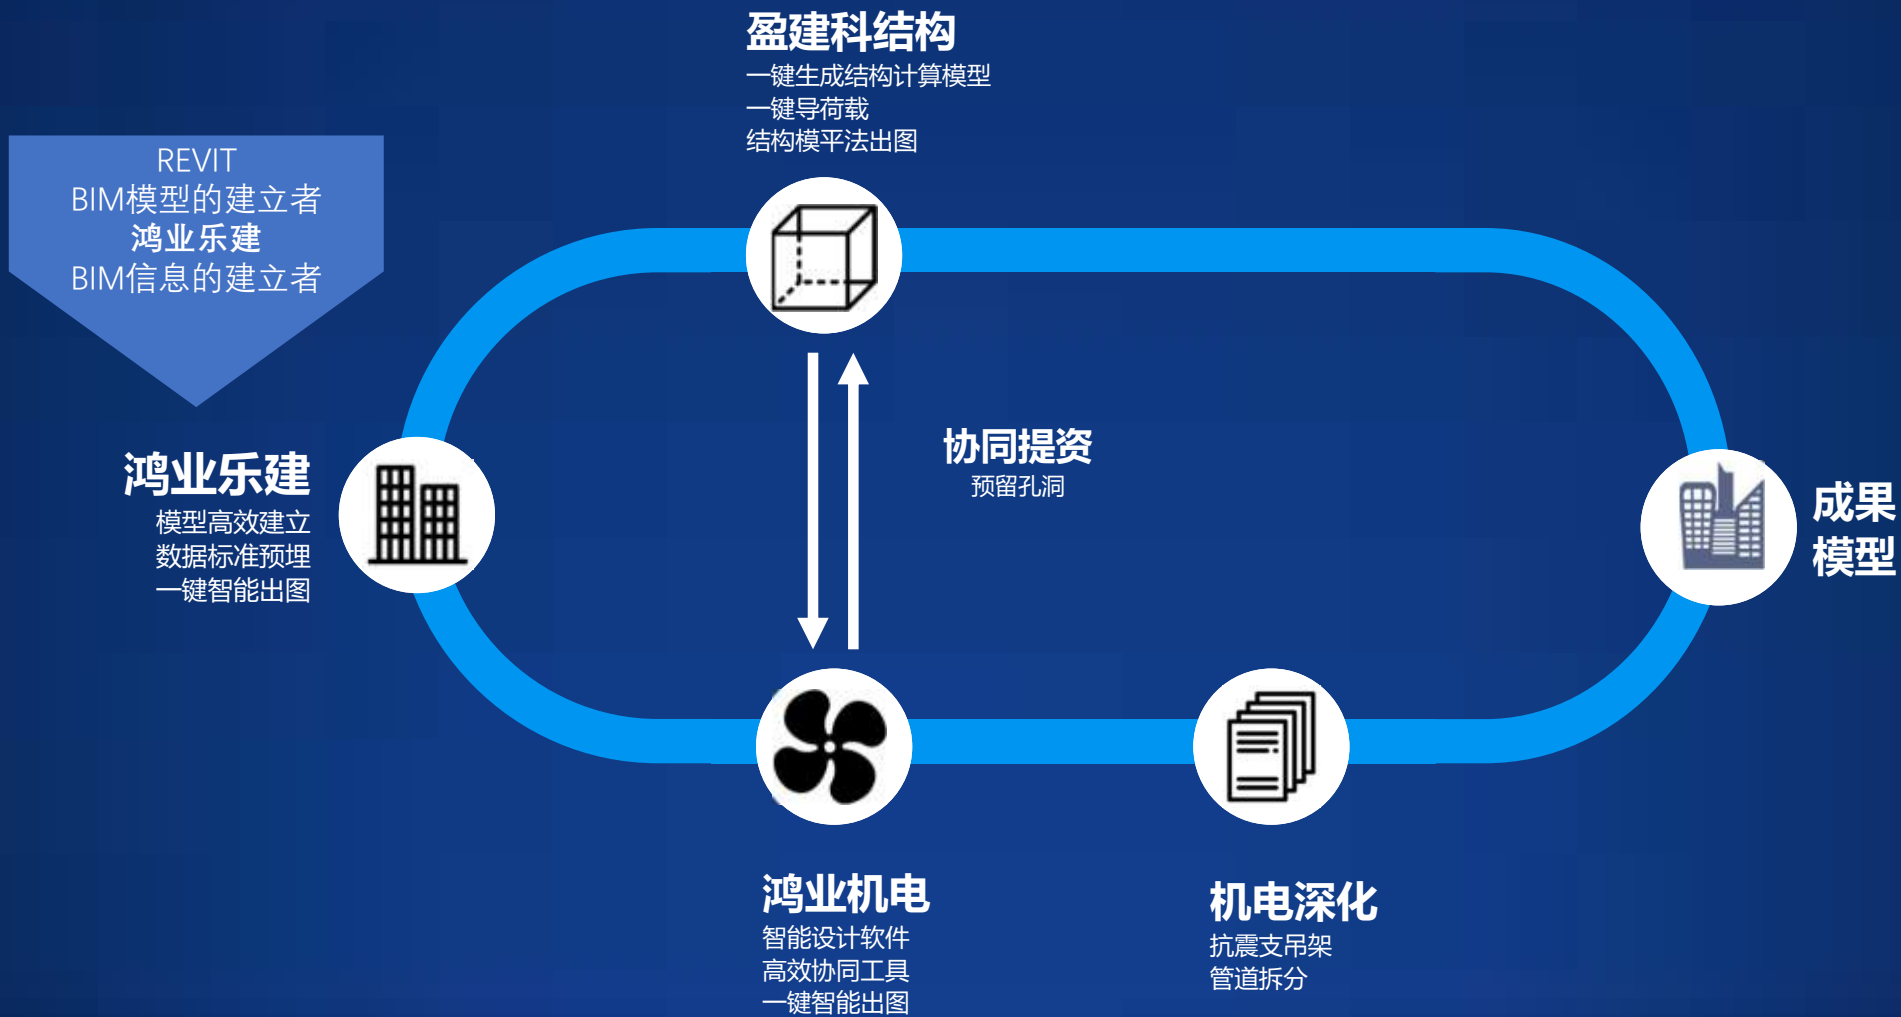 盈建科结构
一键生成结构计算模型
一键导荷载
结构模平法出图
REVIT
BIM模型的建立者
鸿业乐建
BIM信息的建立者
鸿业乐建
模型高效建立
数据标准预埋
一键智能出图
协同提资
预留孔洞
成果
模型
鸿业机电
智能设计软件
高效协同工具
一键智能出图
机电深化
抗震支吊架
管道拆分